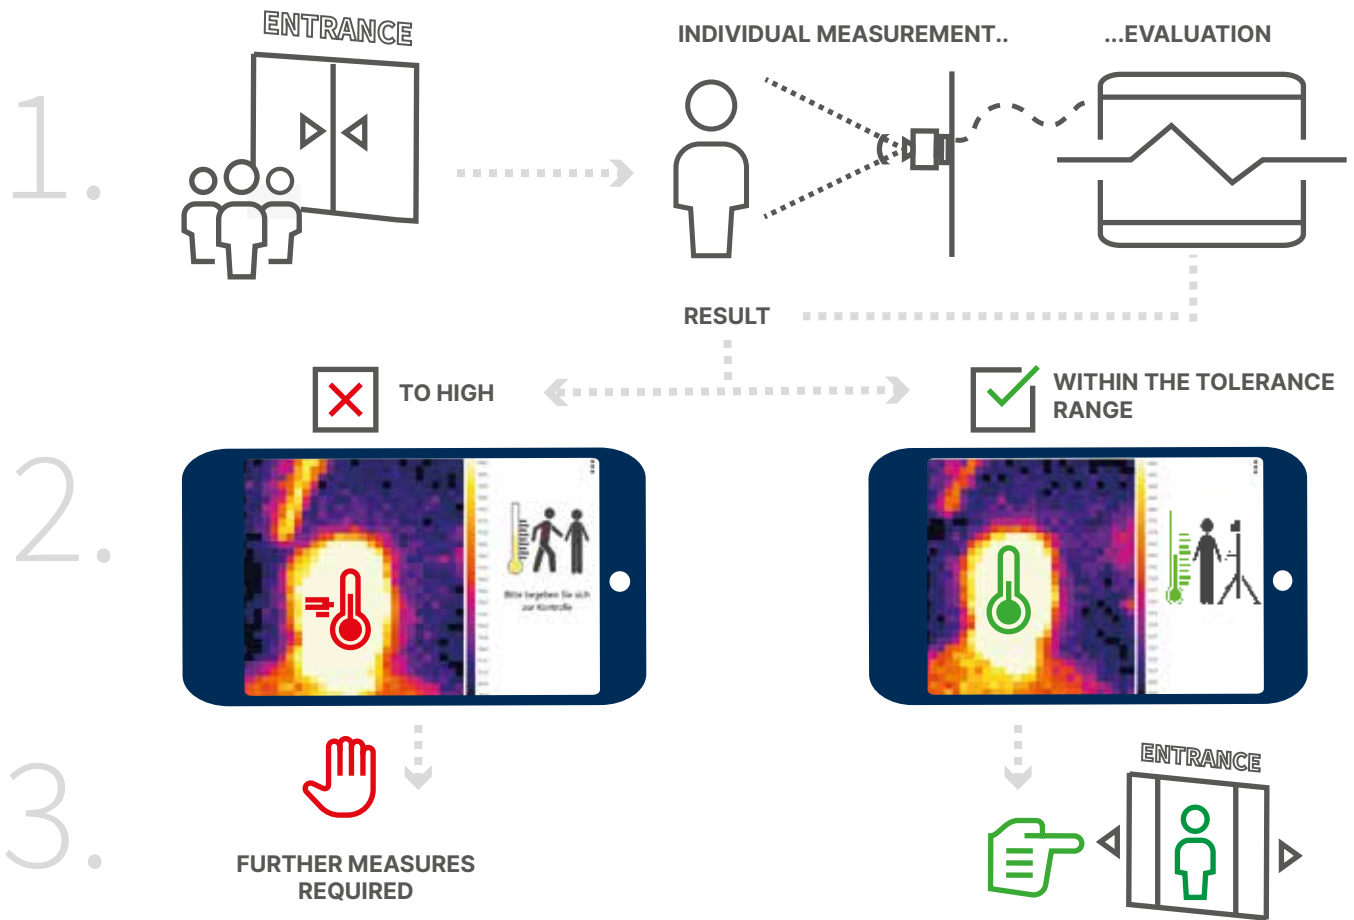 ENTRANCE
INDIVIDUAL MEASUREMENT..
...EVALUATION
1.
RESULT
TO HIGH
WITHIN THE TOLERANCE
RANGE
2.
Bitte begeben Sie sich
zur Kontrolle
3.
ENTRANCE
FURTHER MEASURES
REQUIRED